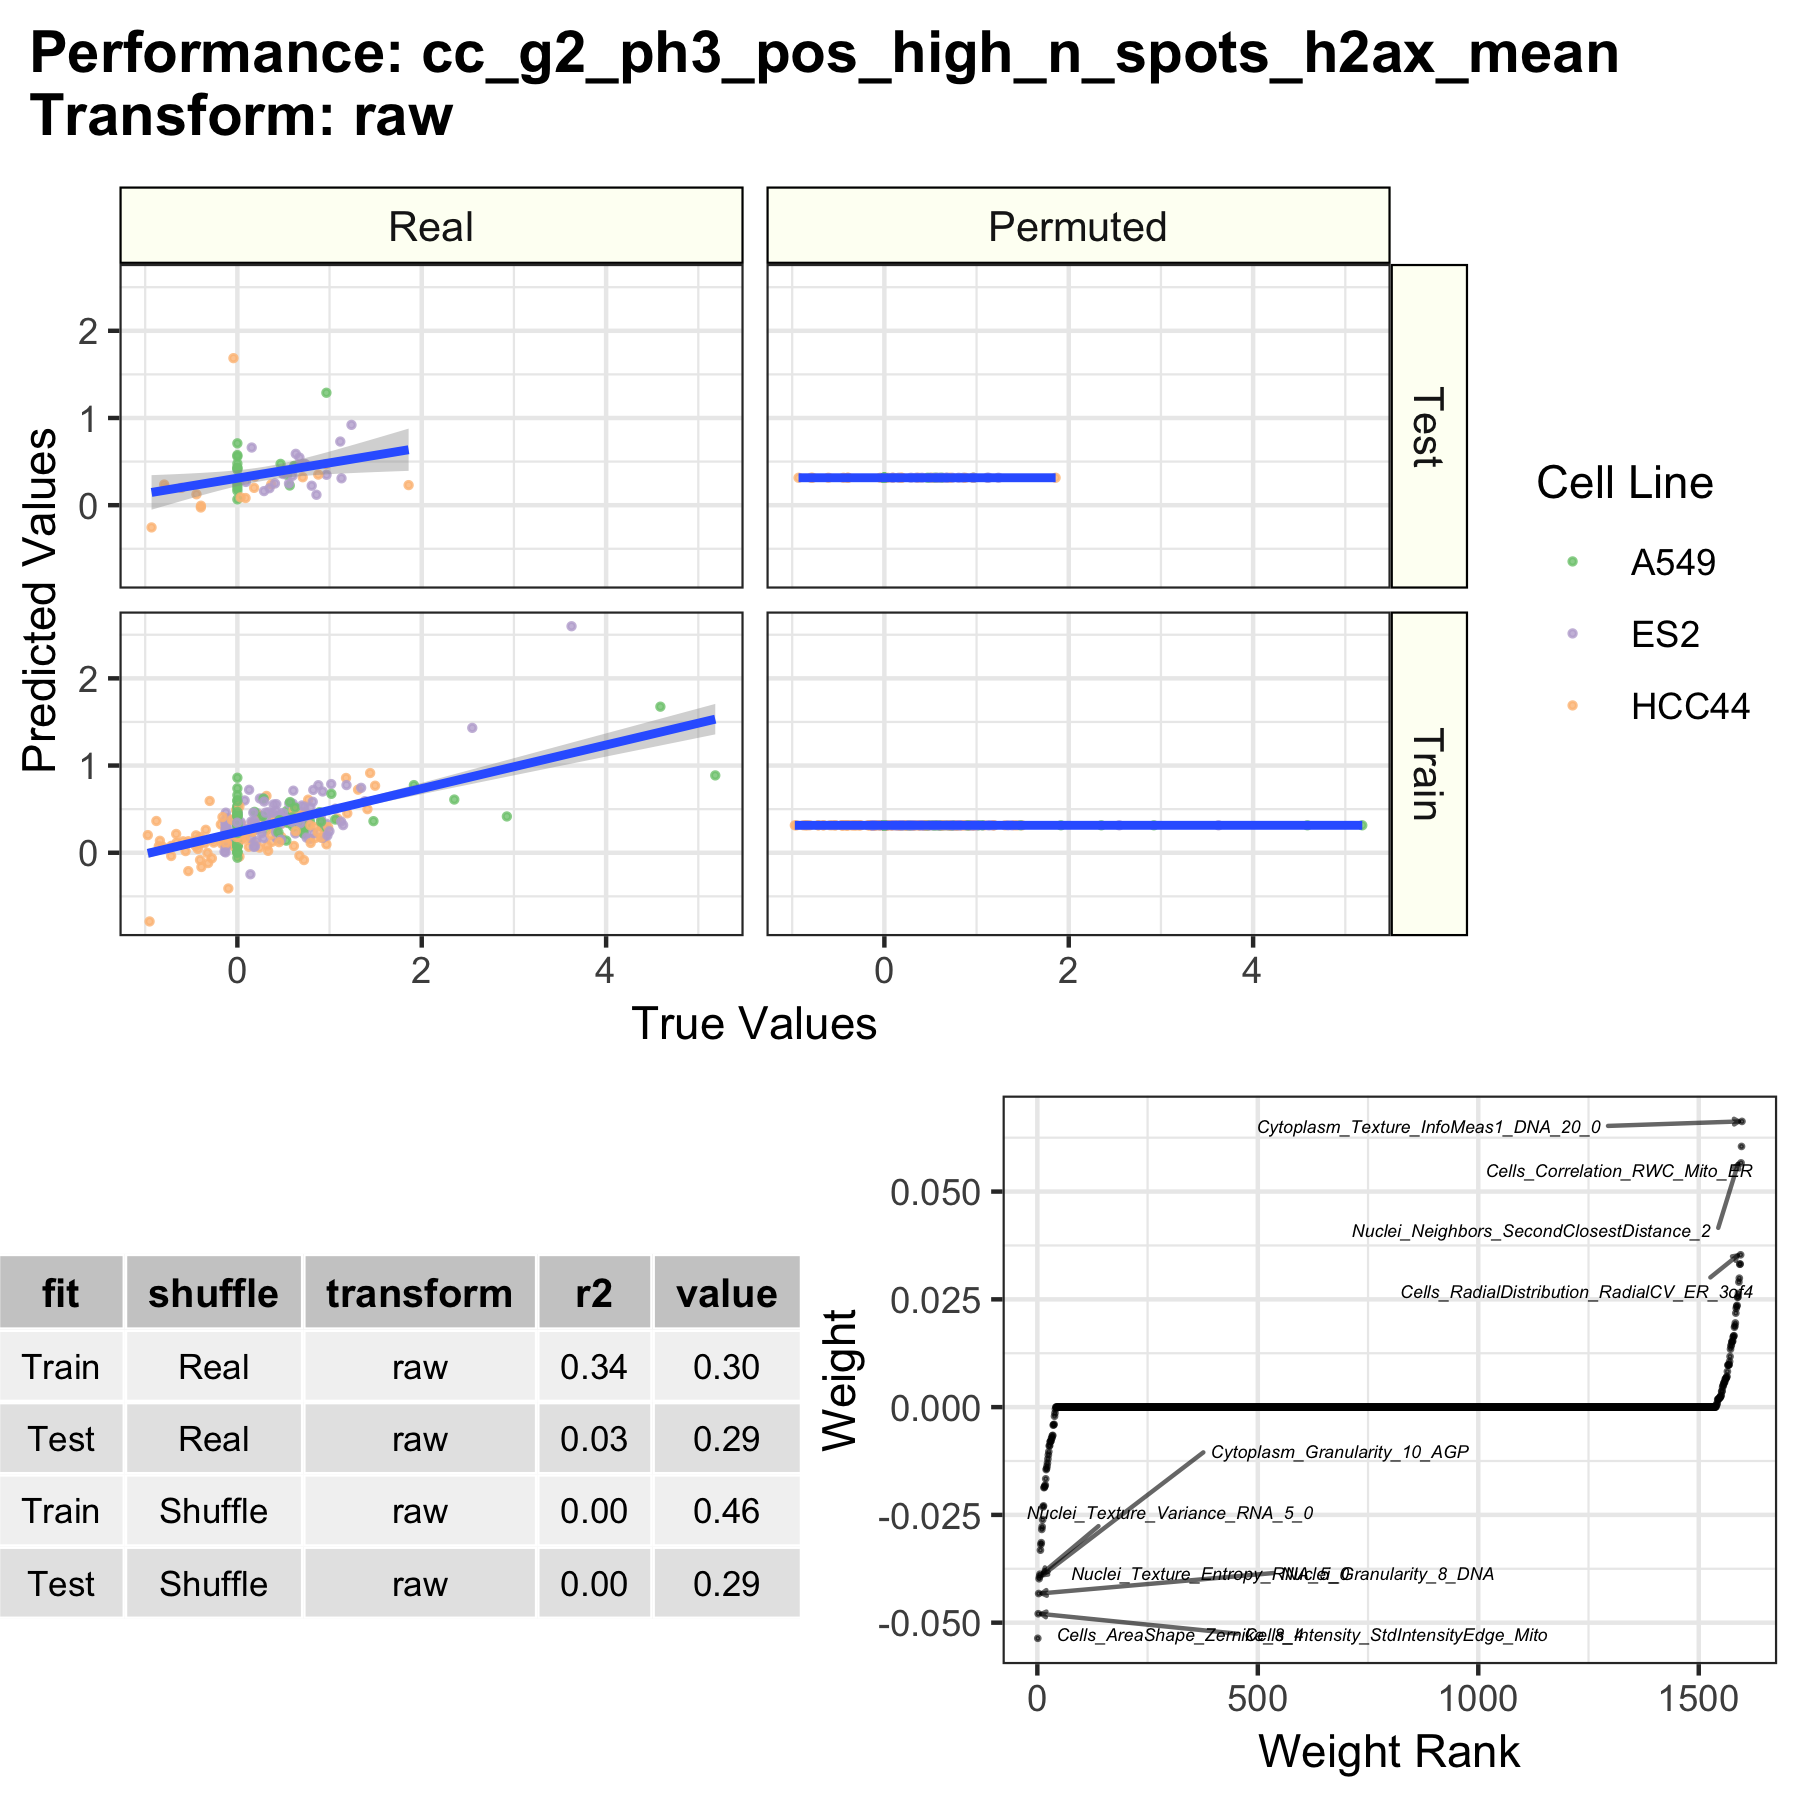 Performance: cc_g2_ph3_pos_high_n_spots_h2ax_mean
Transform: raw
Real
Permuted
2
1
0
Test
2
1
0
Train
Predicted Values
0 2 4
0 2 4
True Values
Cell Line
A549
ES2
HCC44
fit shuffle transform r2 value
Train Real raw 0.34 0.30
Test Real raw 0.03 0.29
Train Shuffle raw 0.00 0.46
Test Shuffle raw 0.00 0.29
Weight
0.050
0.025
0.000
-0.025
-0.050
Cytoplasm_Texture_InfoMeas1_DNA_20_0
Cells_Correlation_RWC_Mito_ER
Nuclei_Neighbors_SecondClosestDistance_2
Cells_RadialDistribution_RadialCV_ER_3of4
Cytoplasm_Granularity_10_AGP
Nuclei_Texture_Variance_RNA_5_0
Nuclei_Texture_Entropy_RNA_5_0
Nuclei_Granularity_8_DNA
Cells_AreaShape_Zernike_8_4
Cells_Intensity_StdIntensityEdge_Mito
0 500 1000 1500
Weight Rank